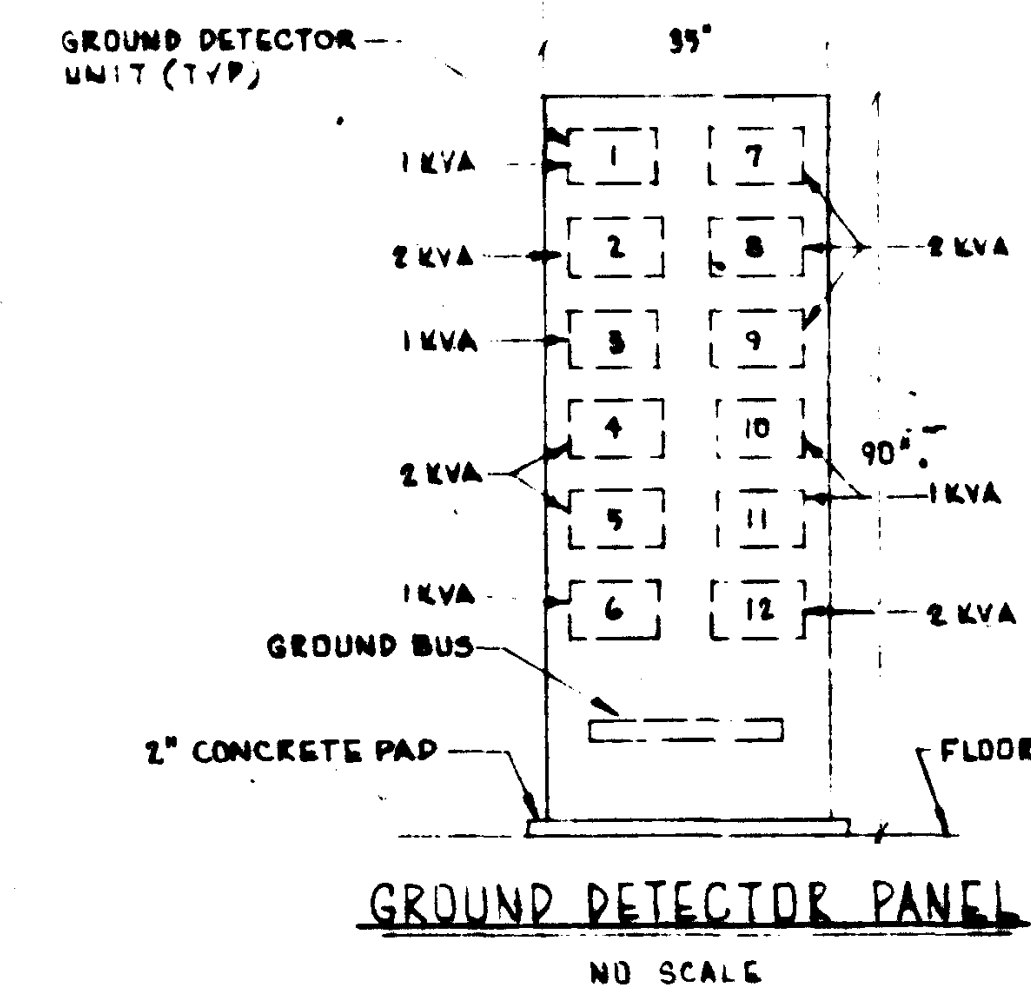 GROUND DETECTOR
UNIT (TYP)
35"
1 KVA
1
7
2 KVA
2
8
2 KVA
1 KVA
3
9
4
10
90"
2 KVA
1 KVA
5
11
1 KVA
6
12
2 KVA
GROUND BUS
2" CONCRETE PAD
FLOOR
GROUND DETECTOR PANEL
NO SCALE